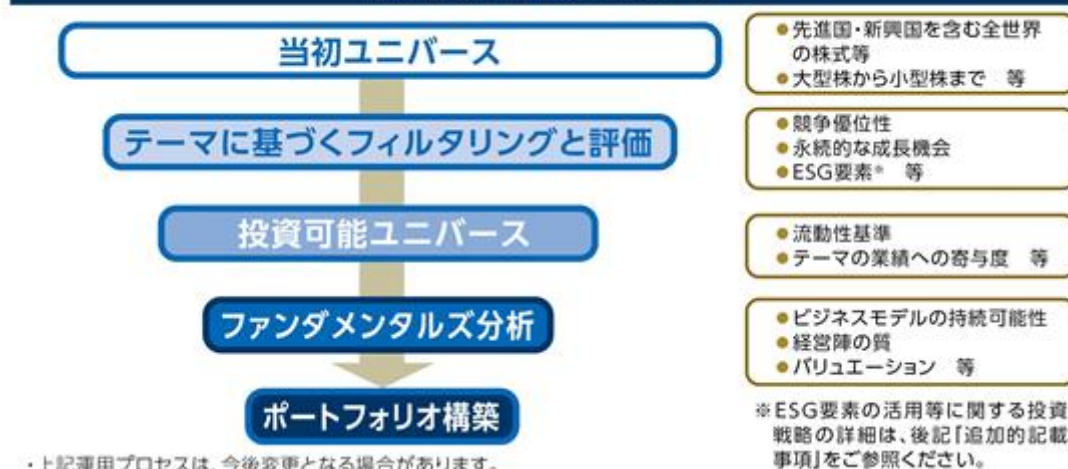 当初ユニバース
●先進国・新興国を含む全世界
の株式等
●大型株から小型株まで 等
テーマに基づくフィルタリングと評価
●競争優位性
●永続的な成長機会
●ESG要素※ 等
投資可能ユニバース
●流動性基準
●テーマの業績への寄与度 等
ファンダメンタルズ分析
●ビジネスモデルの持続可能性
●経営陣の質
●バリュエーション 等
ポートフォリオ構築
※ESG要素の活用等に関する投資
戦略の詳細は、後記「追加的記載
事項」をご参照ください。
・上記運用プロセスは、今後変更となる場合があります。